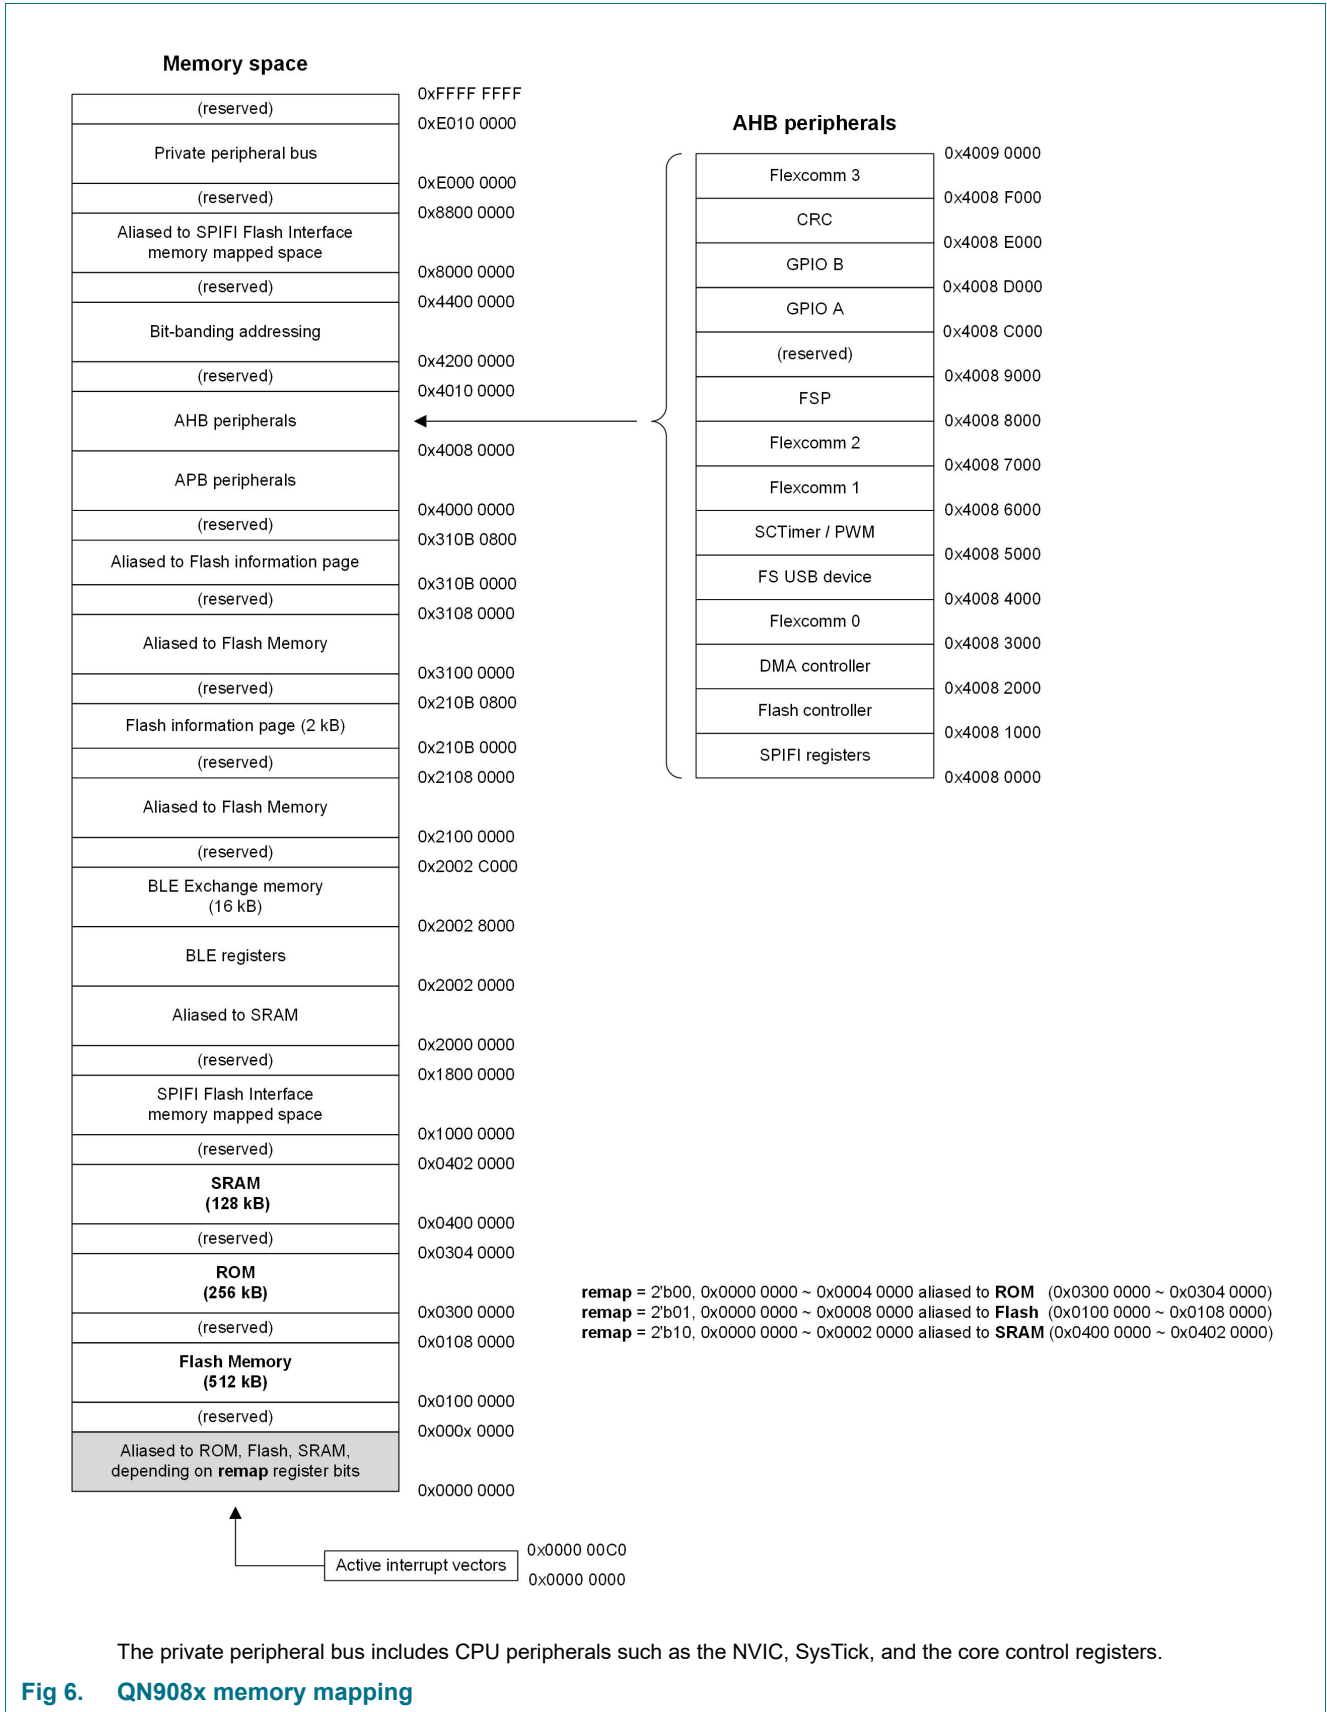 Memory space
0xFFFF FFFF
(reserved)
0xE010 0000
Private peripheral bus
0xE000 0000
(reserved)
0x8800 0000
Aliased to SPIFI Flash Interface
memory mapped space
0x8000 0000
(reserved)
0x4400 0000
Bit-banding addressing
0x4200 0000
(reserved)
0x4010 0000
AHB peripherals
0x4008 0000
APB peripherals
0x4000 0000
(reserved)
0x310B 0800
Aliased to Flash information page
0x310B 0000
(reserved)
0x3108 0000
Aliased to Flash Memory
0x3100 0000
(reserved)
0x210B 0800
Flash information page (2 kB)
0x210B 0000
(reserved)
0x2108 0000
Aliased to Flash Memory
0x2100 0000
(reserved)
0x2002 C000
BLE Exchange memory
(16 kB)
0x2002 8000
BLE registers
0x2002 0000
Aliased to SRAM
0x2000 0000
(reserved)
0x1800 0000
SPIFI Flash Interface
memory mapped space
0x1000 0000
(reserved)
0x0402 0000
SRAM
(128 kB)
0x0400 0000
(reserved)
0x0304 0000
ROM
(256 kB)
0x0300 0000
(reserved)
0x0108 0000
Flash Memory
(512 kB)
0x0100 0000
(reserved)
0x000x 0000
Aliased to ROM, Flash, SRAM,
depending on remap register bits
0x0000 0000
Active interrupt vectors
0x0000 00C0
0x0000 0000
AHB peripherals
0x4009 0000
Flexcomm 3
0x4008 F000
CRC
0x4008 E000
GPIO B
0x4008 D000
GPIO A
0x4008 C000
(reserved)
0x4008 9000
FSP
0x4008 8000
Flexcomm 2
0x4008 7000
Flexcomm 1
0x4008 6000
SCTimer / PWM
0x4008 5000
FS USB device
0x4008 4000
Flexcomm 0
0x4008 3000
DMA controller
0x4008 2000
Flash controller
0x4008 1000
SPIFI registers
0x4008 0000
remap = 2'b00, 0x0000 0000 ~ 0x0004 0000 aliased to ROM (0x0300 0000 ~ 0x0304 0000)
remap = 2'b01, 0x0000 0000 ~ 0x0008 0000 aliased to Flash (0x0100 0000 ~ 0x0108 0000)
remap = 2'b10, 0x0000 0000 ~ 0x0002 0000 aliased to SRAM (0x0400 0000 ~ 0x0402 0000)
The private peripheral bus includes CPU peripherals such as the NVIC, SysTick, and the core control registers.
Fig 6. QN908x memory mapping